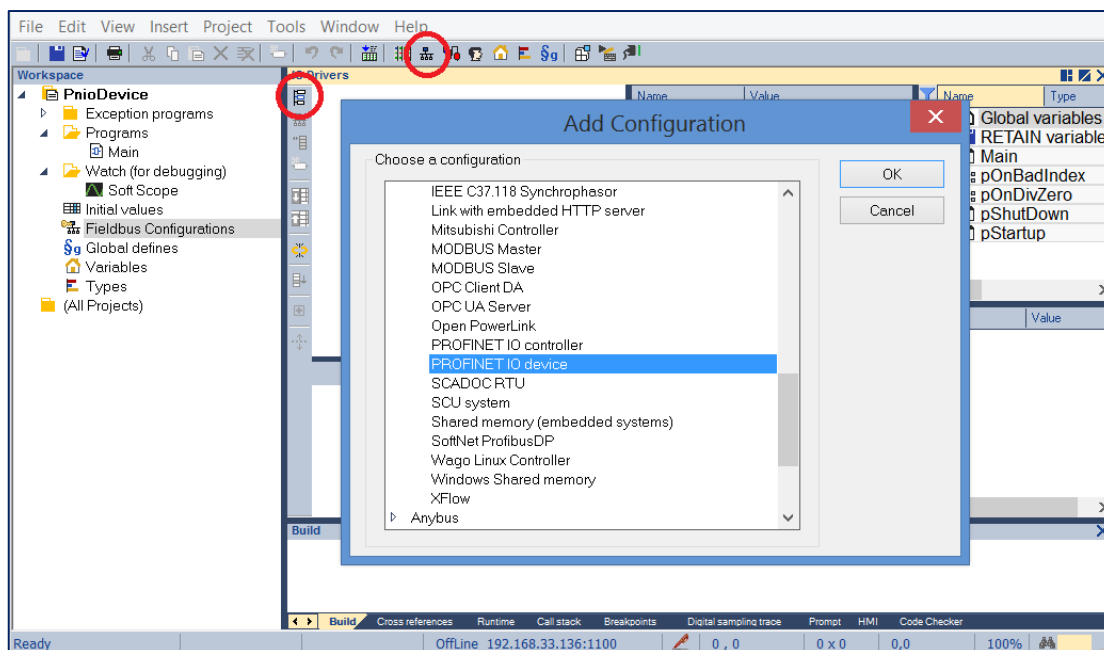 File Edit View Insert Project Tools Window Help
Workspace
PnioDevice
Exception programs
Programs
Main
Watch (for debugging)
Soft Scope
Initial values
Fieldbus Configurations
Global defines
Variables
Types
(All Projects)
Drivers
Name Value
Name Type
Global variables
RETAIN variable
Main
pOnBadIndex
pOnDivZero
pShutDown
pStartup
Value
Add Configuration
Choose a configuration
OK
Cancel
IEEE C37.118 Synchrophasor
Link with embedded HTTP server
Mitsubishi Controller
MODBUS Master
MODBUS Slave
OPC Client DA
OPC UA Server
Open PowerLink
PROFINET IO controller
PROFINET IO device
SCADOC RTU
SCU system
Shared memory (embedded systems)
SoftNet ProfibusDP
Wago Linux Controller
Windows Shared memory
XFlow
Anybus
Build
Build Cross references Runtime Call stack Breakpoints Digital sampling trace Prompt HMI Code Checker
Ready OffLine 192.168.33.136:1100 0 , 0 0 x 0 0,0 100%